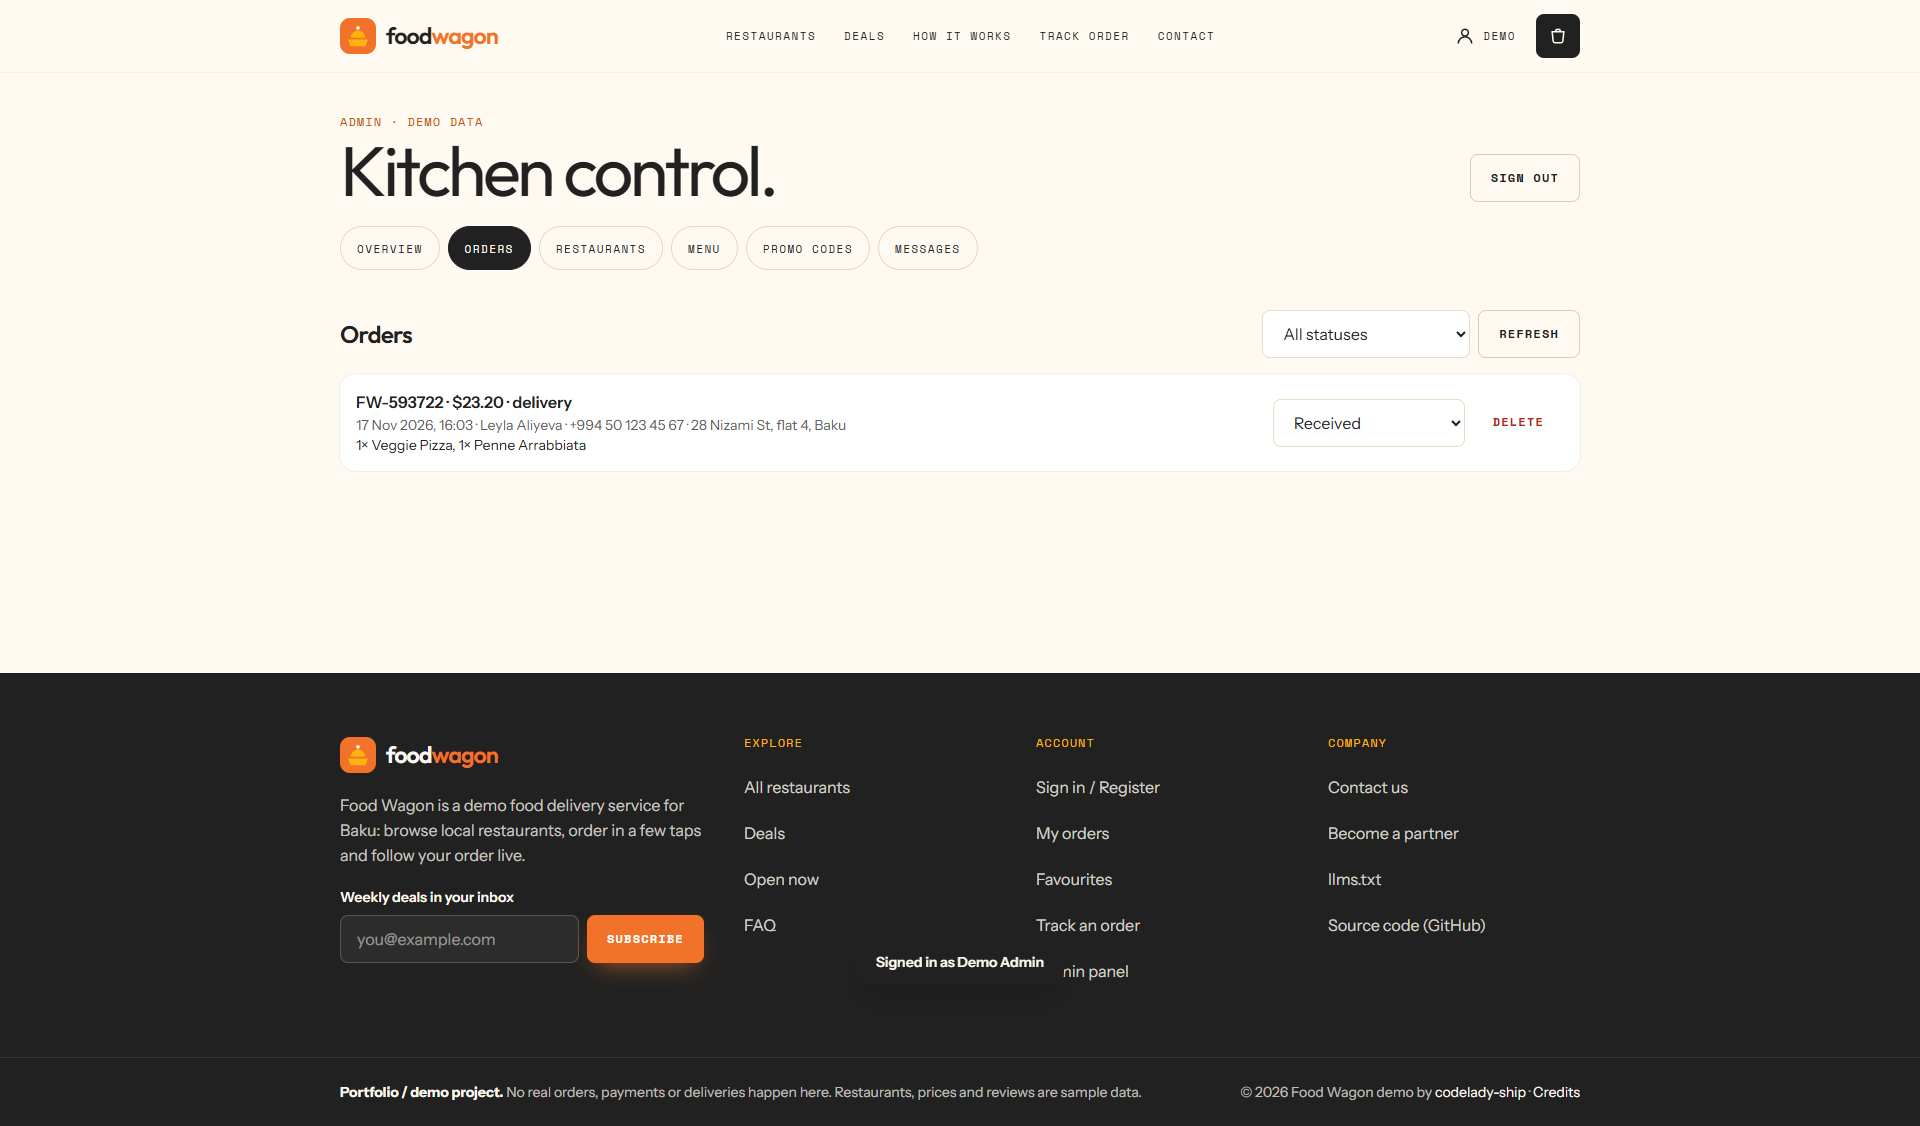 foodwagon
RESTAURANTS DEALS HOW IT WORKS TRACK ORDER CONTACT
DEMO
ADMIN · DEMO DATA
Kitchen control.
SIGN OUT
OVERVIEW ORDERS RESTAURANTS MENU PROMO CODES MESSAGES
Orders
All statuses
REFRESH
FW-593722 · $23.20 · delivery
17 Nov 2026, 16:03 · Leyla Aliyeva · +994 50 123 45 67 · 28 Nizami St, flat 4, Baku
1× Veggie Pizza, 1× Penne Arrabbiata
Received
DELETE
foodwagon
Food Wagon is a demo food delivery service for
Baku: browse local restaurants, order in a few taps
and follow your order live.
Weekly deals in your inbox
you@example.com
SUBSCRIBE
EXPLORE
All restaurants
Deals
Open now
FAQ
ACCOUNT
Sign in / Register
My orders
Favourites
Track an order
panel
COMPANY
Contact us
Become a partner
llms.txt
Source code (GitHub)
Signed in as Demo Admin
Portfolio / demo project. No real orders, payments or deliveries happen here. Restaurants, prices and reviews are sample data.
© 2026 Food Wagon demo by codelady-ship · Credits